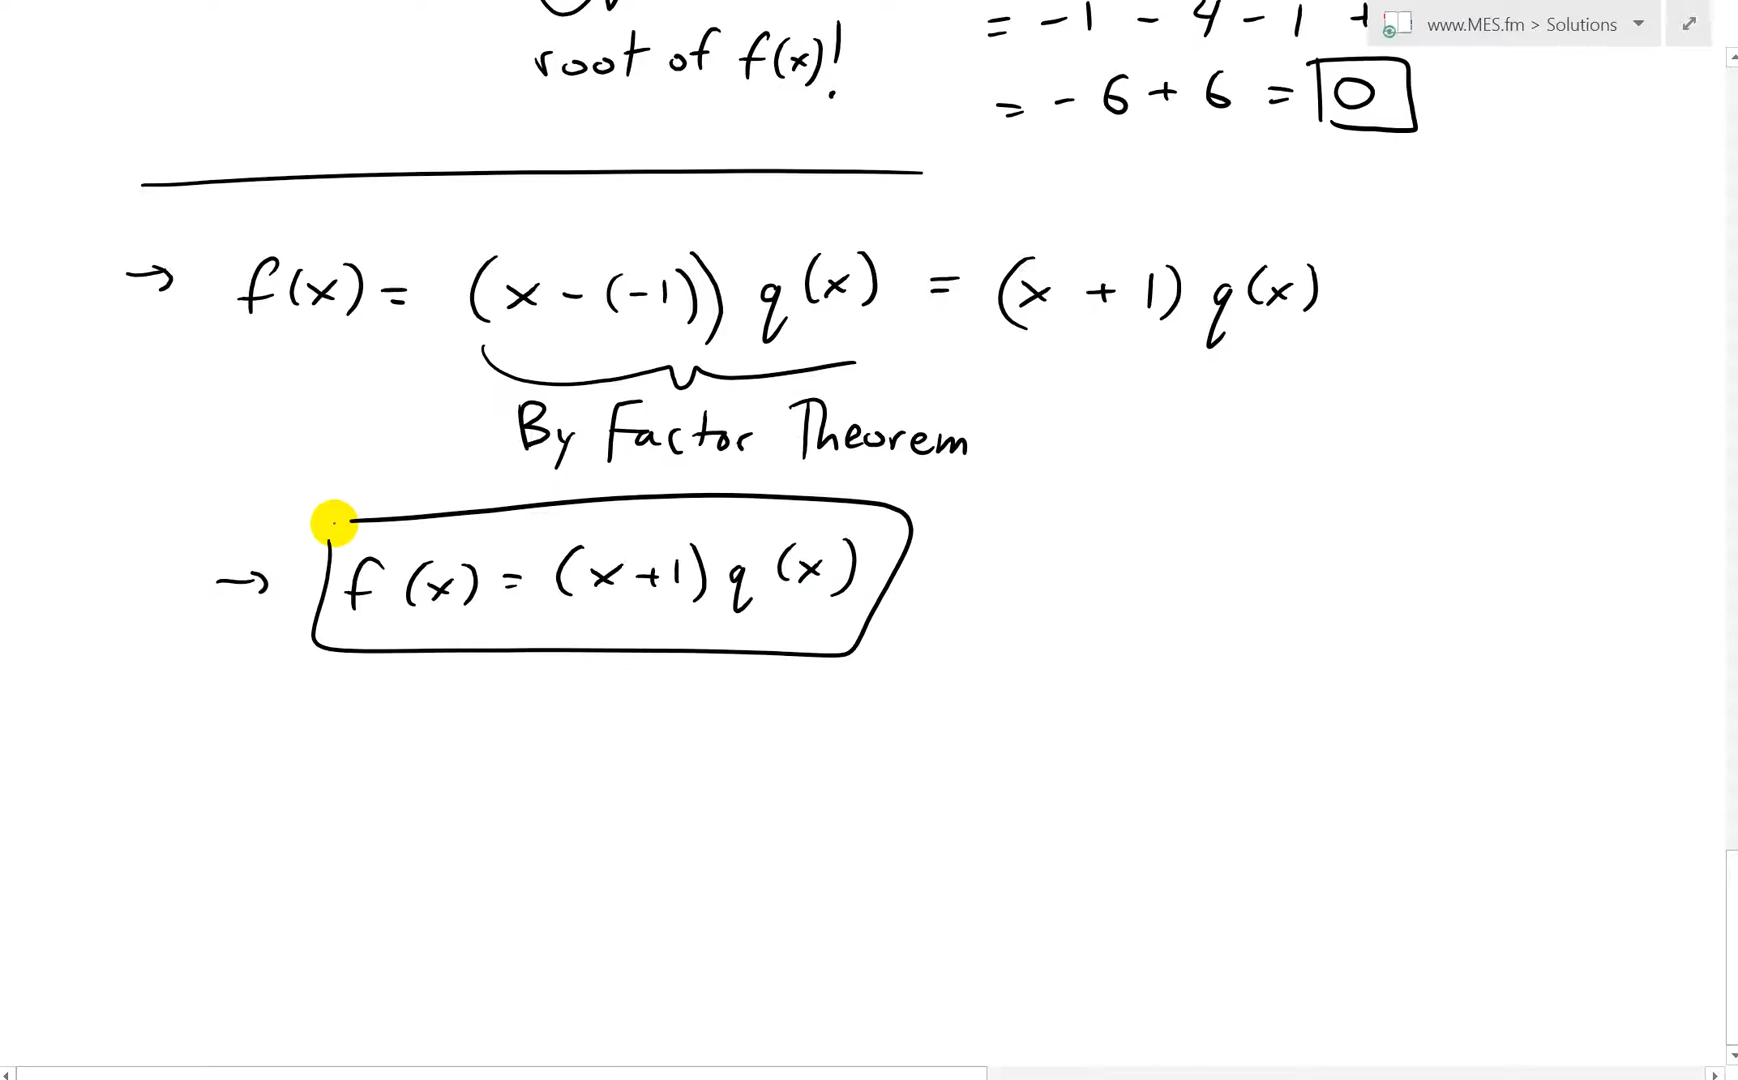 = -1 - 4 - 1 +
www.MES.fm > Solutions
root of f(x)!
= - 6 + 6 = 0
→ f(x) = (x - (-1)) q(x) = (x + 1) q(x)
By Factor Theorem
→ f(x) = (x+1) q(x)